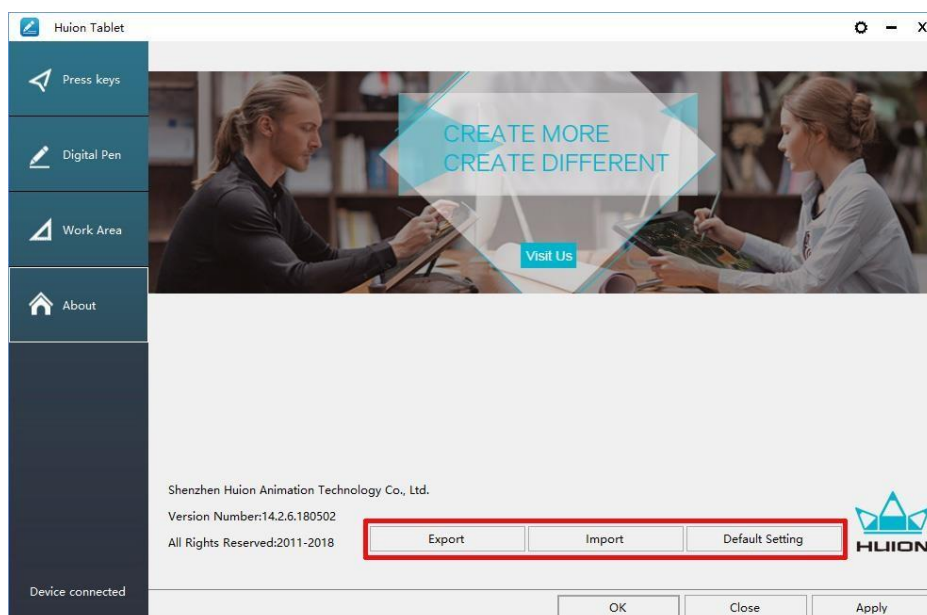 Huion Tablet
X
Press keys
CREATE MORE
CREATE DIFFERENT
Digital Pen
Work Area
Visit Us
About
Shenzhen Huion Animation Technology Co., Ltd.
Version Number:14.2.6.180502
All Rights Reserved:2011-2018
Export Import Default Setting
HUION
Device connected
OK Close Apply